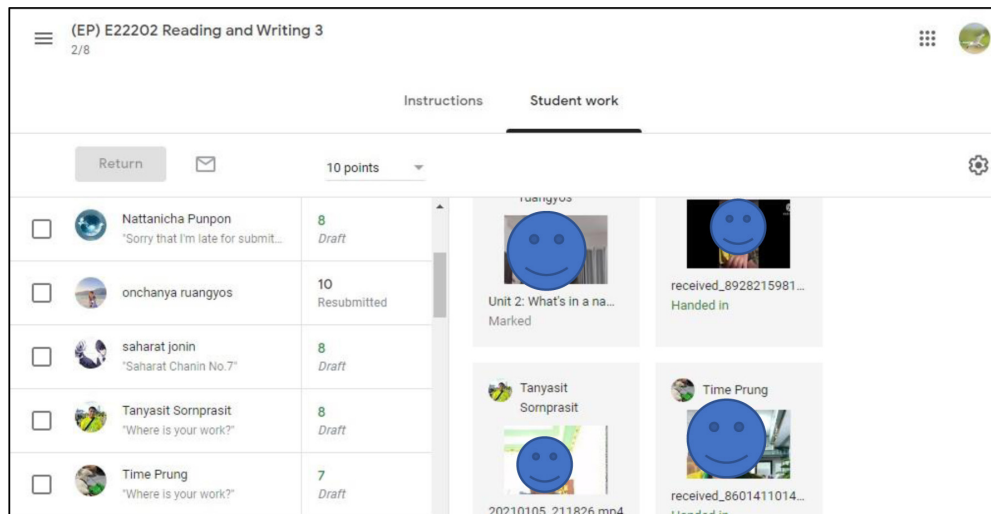 (EP) E22202 Reading and Writing 3
2/8
Instructions
Student work
Return
10 points
Nattanicha Punpon
8
"Sorry that I'm late for submit...
Draft
onchanya ruangyos
10
Resubmitted
saharat jonin
8
"Saharat Chanin No.7"
Draft
Tanyasit Sornprasit
8
"Where is your work?"
Draft
Time Prung
7
"Where is your work?"
Draft
ruangyos
Unit 2: What's in a na...
Marked
received_8928215981...
Handed in
Tanyasit
Sornprasit
20210105_211826.mp4
Time Prung
received_8601411014...
Handed in